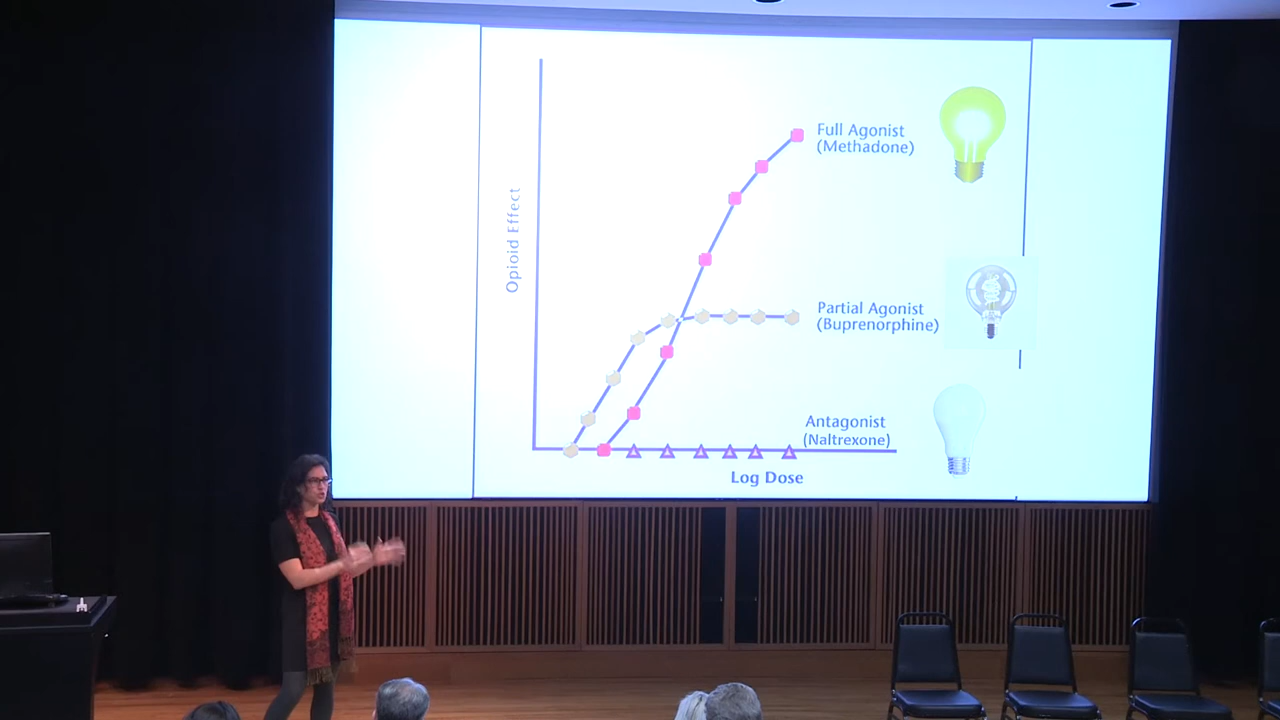 Full Agonist
(Methadone)
Opioid Effect
Partial Agonist
(Buprenorphine)
Antagonist
(Naltrexone)
Log Dose